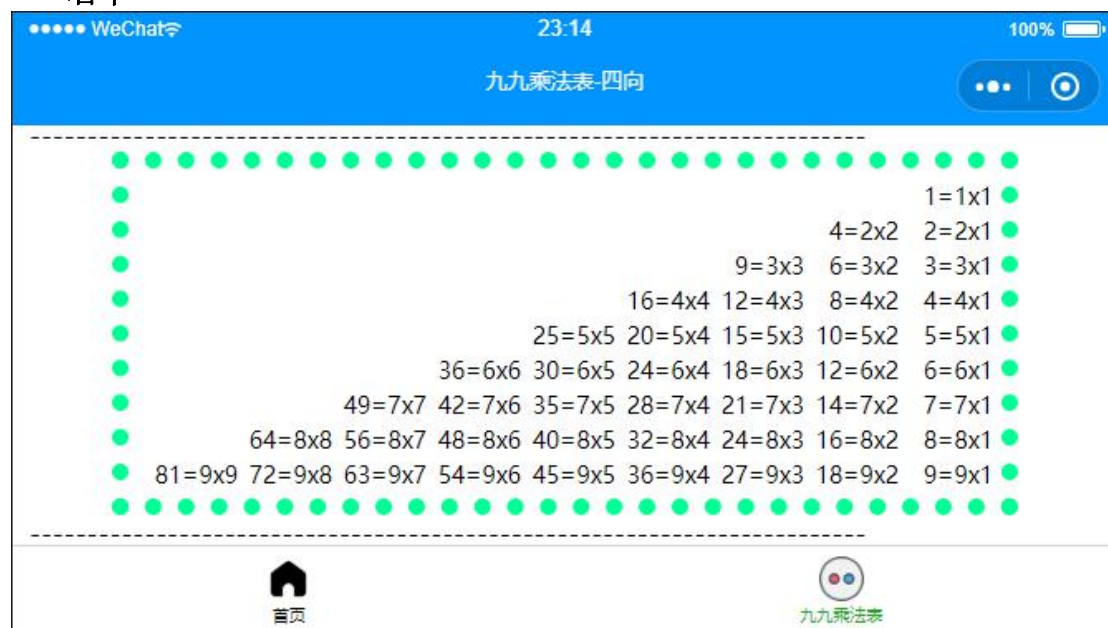 WeChat 23:14 100%
九九乘法表-四向
1=1x1
4=2x2 2=2x1
9=3x3 6=3x2 3=3x1
16=4x4 12=4x3 8=4x2 4=4x1
25=5x5 20=5x4 15=5x3 10=5x2 5=5x1
36=6x6 30=6x5 24=6x4 18=6x3 12=6x2 6=6x1
49=7x7 42=7x6 35=7x5 28=7x4 21=7x3 14=7x2 7=7x1
64=8x8 56=8x7 48=8x6 40=8x5 32=8x4 24=8x3 16=8x2 8=8x1
81=9x9 72=9x8 63=9x7 54=9x6 45=9x5 36=9x4 27=9x3 18=9x2 9=9x1
首页 九九乘法表